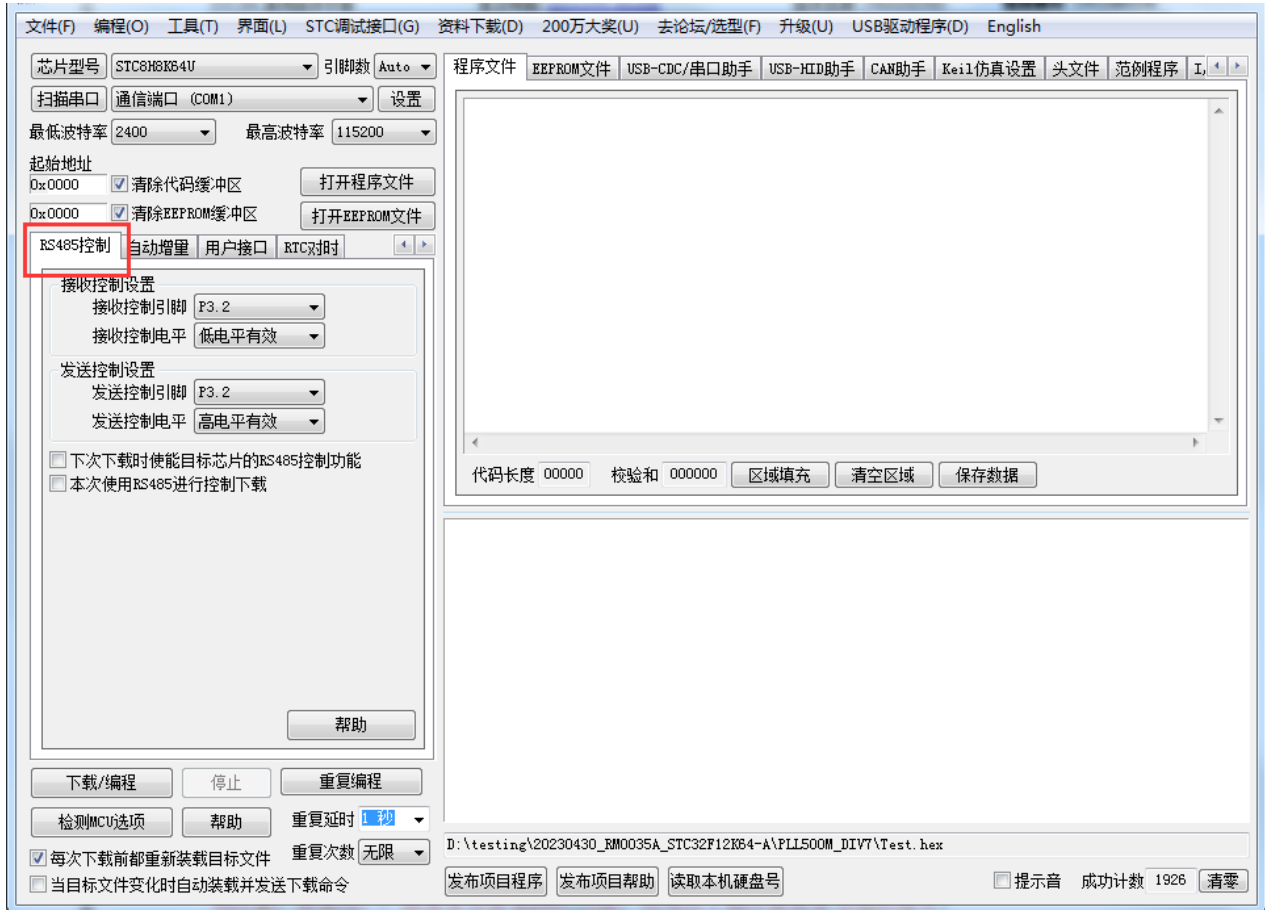 文件(F) 编程(O) 工具(T) 界面(L) STC调试接口(G) 资料下载(D) 200万大奖(U) 去论坛/选型(F) 升级(U) USB驱动程序(D) English
芯片型号 STC8H8K64U 引脚数 Auto
扫描串口 通信端口 (COM1) 设置
最低波特率 2400 最高波特率 115200
起始地址
0x0000 清除代码缓冲区 打开程序文件
0x0000 清除EEPROM缓冲区 打开EEPROM文件
RS485控制 自动增量 用户接口 RTC对时
接收控制设置
接收控制引脚 P3.2
接收控制电平 低电平有效
发送控制设置
发送控制引脚 P3.2
发送控制电平 高电平有效
下次下载时使能目标芯片的RS485控制功能
本次使用RS485进行控制下载
帮助
下载/编程 停止 重复编程
检测MCU选项 帮助 重复延时 1 秒
每次下载前都重新装载目标文件 重复次数 无限
当目标文件变化时自动装载并发送下载命令
程序文件 EEPROM文件 USB-CDC/串口助手 USB-HID助手 CAN助手 Keil仿真设置 头文件 范例程序
代码长度 00000 校验和 000000 区域填充 清空区域 保存数据
D:\testing\20230430_RM0035A_STC32F12K64-A\PLL500M_DIV7\Test.hex
发布项目程序 发布项目帮助 读取本机硬盘号 提示音 成功计数 1926 清零